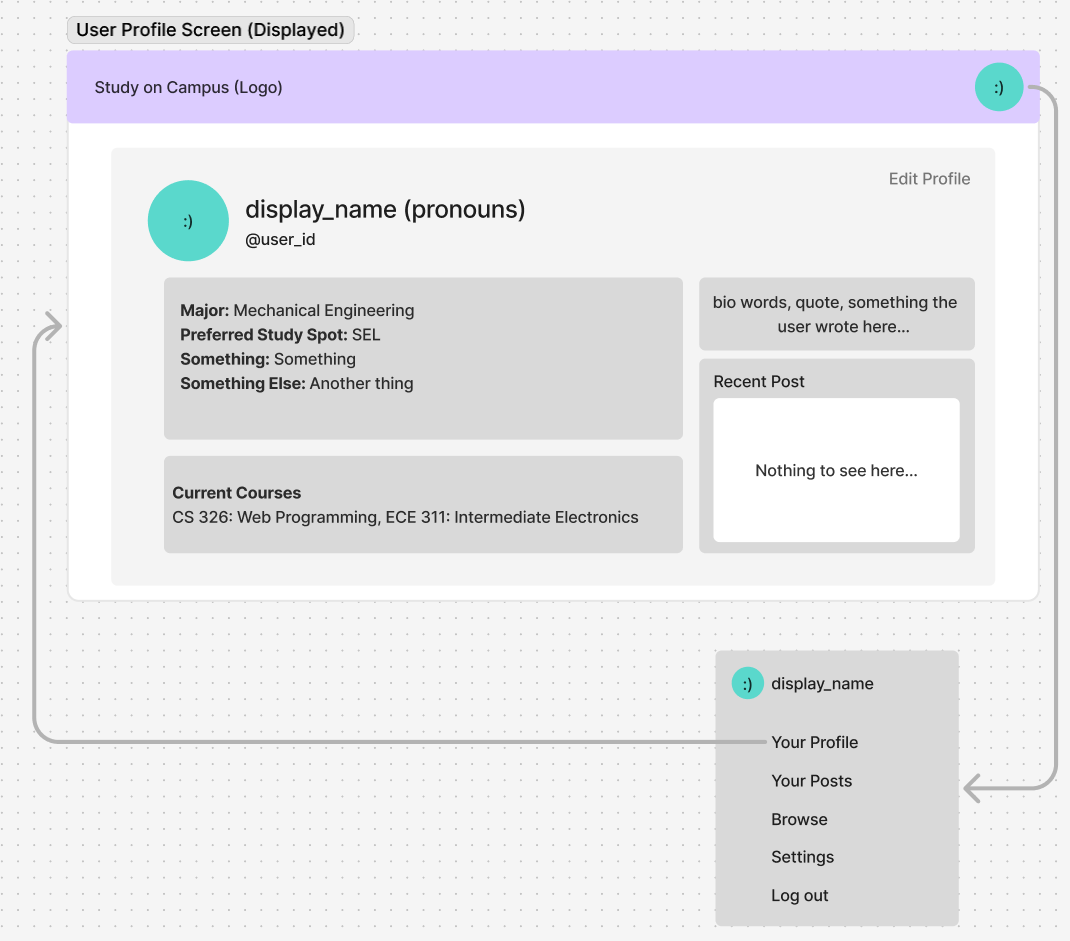 User Profile Screen (Displayed)
Study on Campus (Logo)
:)
Edit Profile
:)
display_name (pronouns)
@user_id
Major: Mechanical Engineering
Preferred Study Spot: SEL
Something: Something
Something Else: Another thing
bio words, quote, something the
user wrote here...
Recent Post
Nothing to see here...
Current Courses
CS 326: Web Programming, ECE 311: Intermediate Electronics
:) display_name
Your Profile
Your Posts
Browse
Settings
Log out